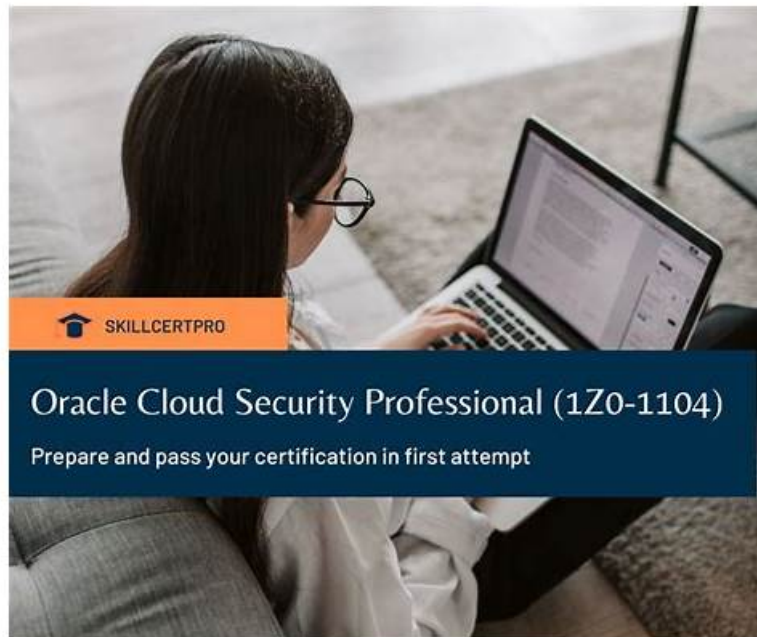 SKILLCERTPRO
Oracle Cloud Security Professional (1Z0-1104)
Prepare and pass your certification in first attempt